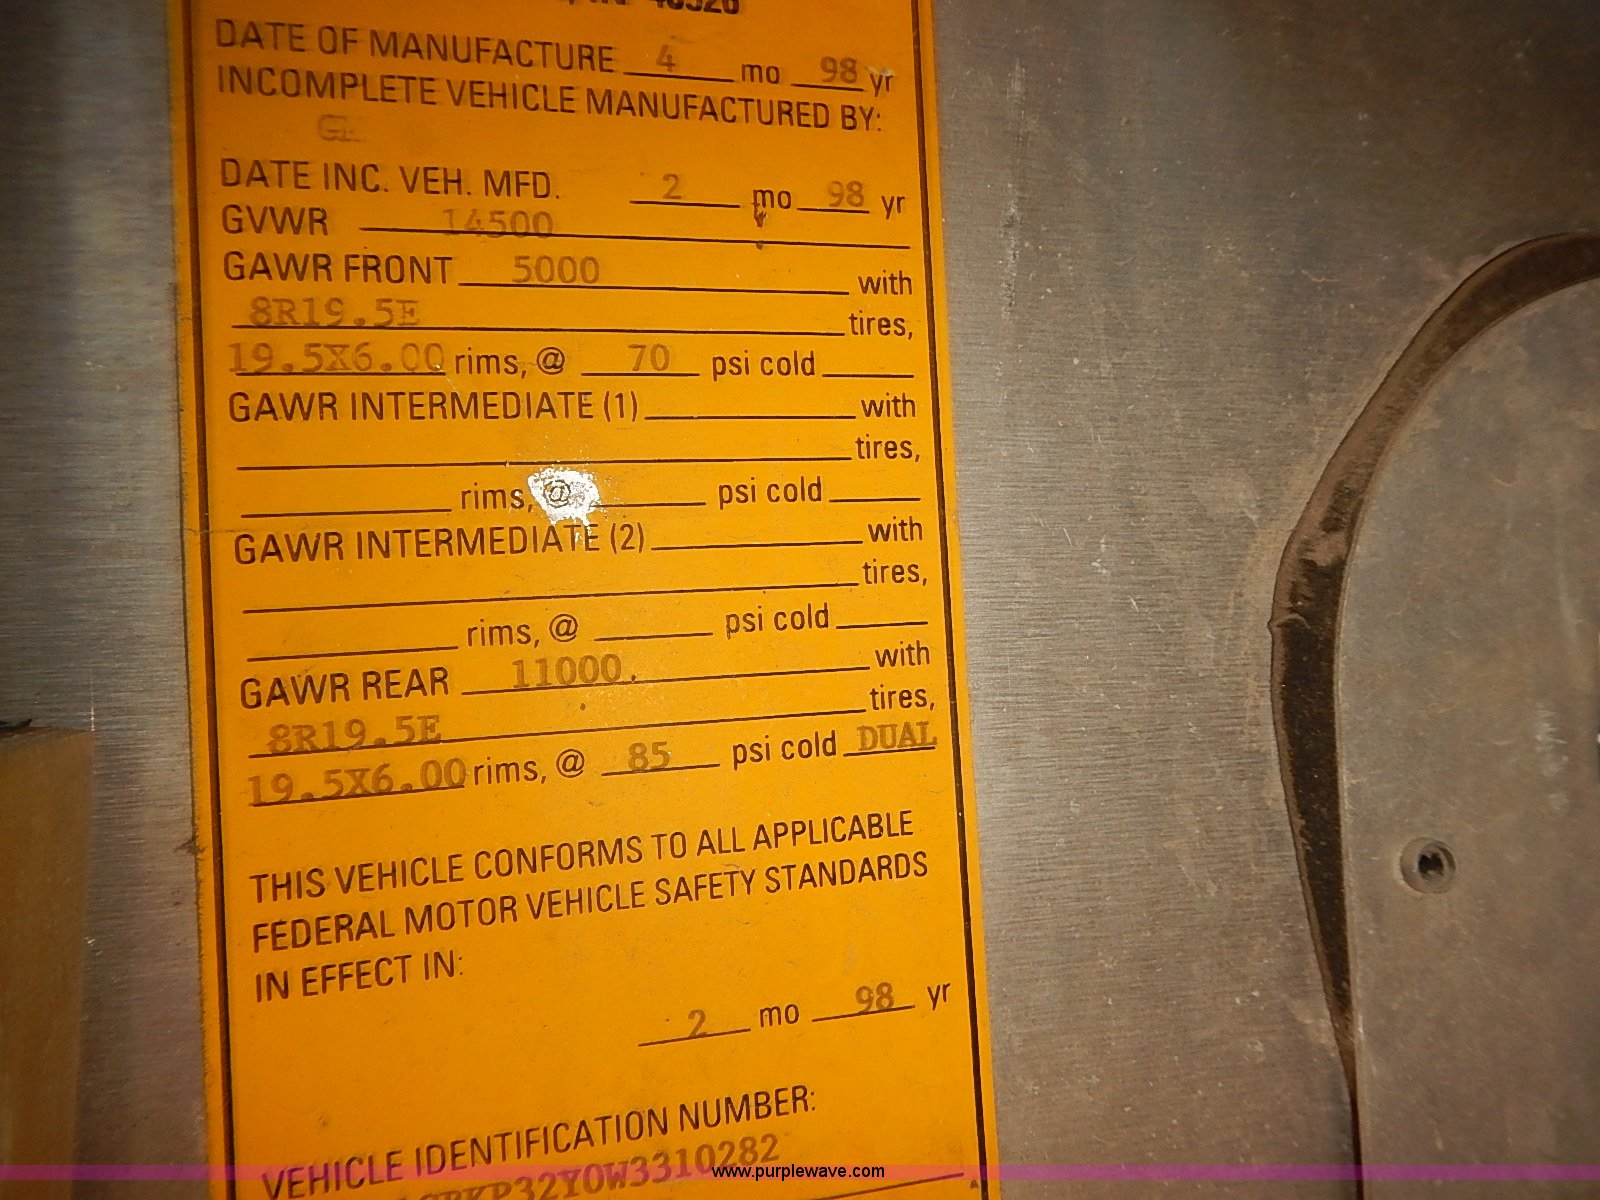 DATE OF MANUFACTURE 4 mo 98 yr
INCOMPLETE VEHICLE MANUFACTURED BY:
DATE INC. VEH. MFD. 2 mo 98 yr
GVWR 14500
GAWR FRONT 5000 with
8R19.5E tires,
19.5X6.00 rims, @ 70 psi cold
GAWR INTERMEDIATE (1) with
tires,
rims, @ psi cold
GAWR INTERMEDIATE (2) with
tires,
rims, @ psi cold
GAWR REAR 11000. with
8R19.5E tires,
19.5X6.00 rims, @ 85 psi cold DUAL
THIS VEHICLE CONFORMS TO ALL APPLICABLE
FEDERAL MOTOR VEHICLE SAFETY STANDARDS
IN EFFECT IN:
2 mo 98 yr
VEHICLE IDENTIFICATION NUMBER:
www.purplewave.com